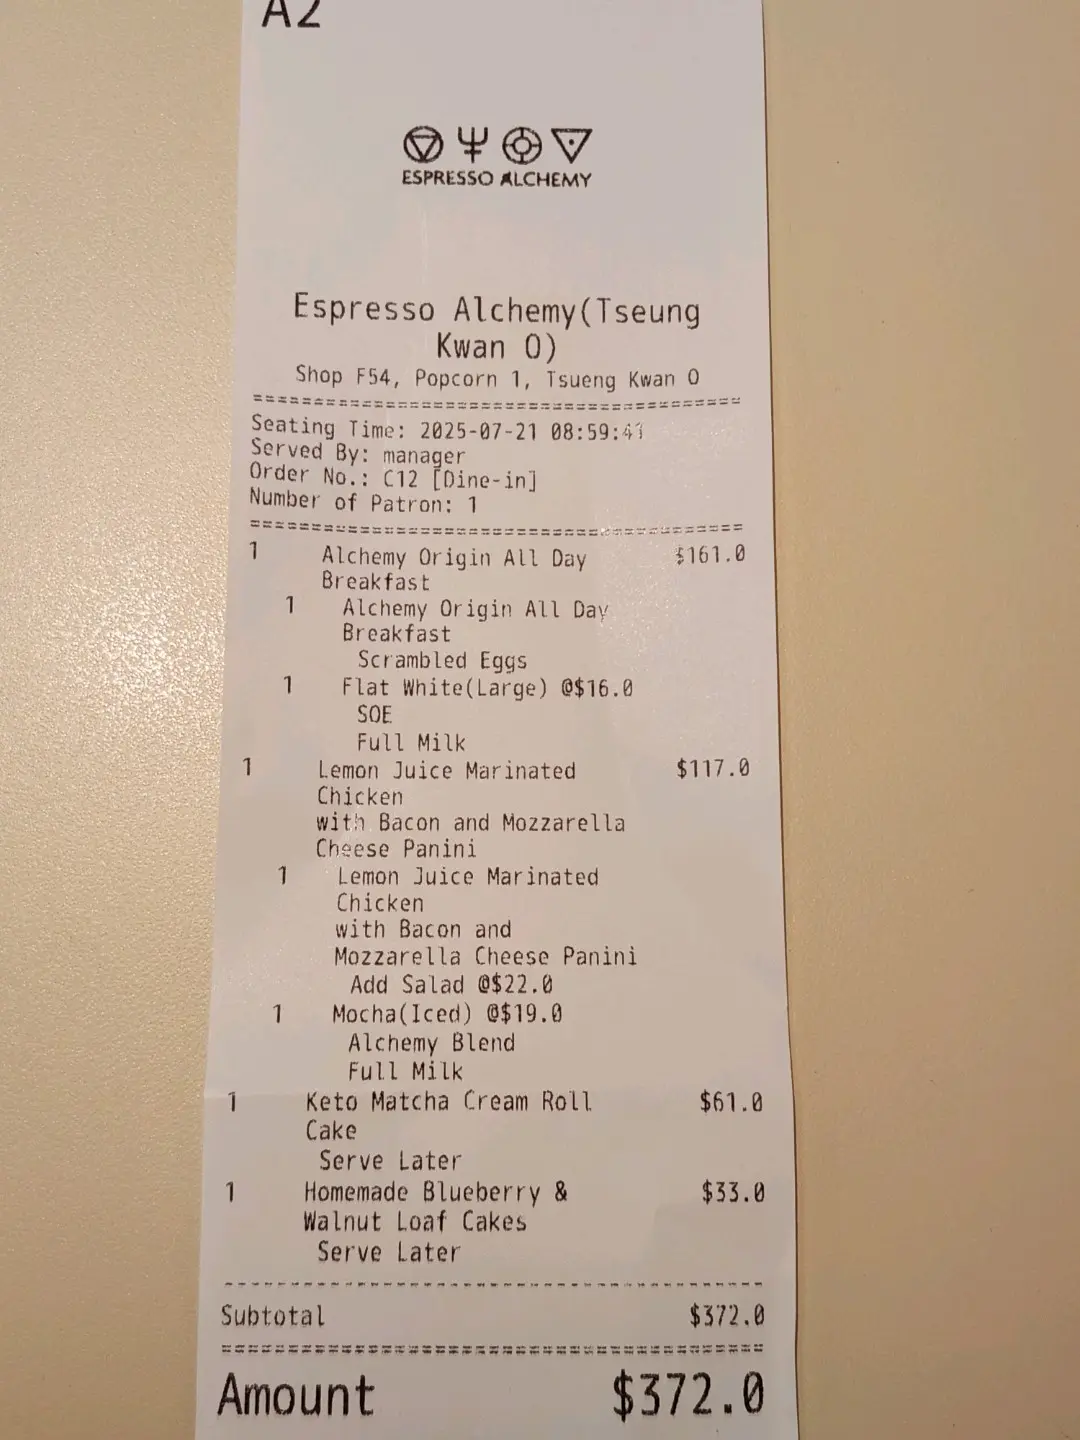 A2
ESPRESSO ALCHEMY
Espresso Alchemy(Tseung
Kwan O)
Shop F54, Popcorn 1, Tsueng Kwan O
================================================
Seating Time: 2025-07-21 08:59:41
Served By: manager
Order No.: C12 [Dine-in]
Number of Patron: 1
================================================
1 Alchemy Origin All Day $161.0
Breakfast
1 Alchemy Origin All Day
Breakfast
Scrambled Eggs
1 Flat White(Large) @$16.0
SOE
Full Milk
1 Lemon Juice Marinated $117.0
Chicken
with Bacon and Mozzarella
Cheese Panini
1 Lemon Juice Marinated
Chicken
with Bacon and
Mozzarella Cheese Panini
Add Salad @$22.0
1 Mocha(Iced) @$19.0
Alchemy Blend
Full Milk
1 Keto Matcha Cream Roll $61.0
Cake
Serve Later
1 Homemade Blueberry & $33.0
Walnut Loaf Cakes
Serve Later
------------------------------------------------
Subtotal $372.0
================================================
Amount $372.0